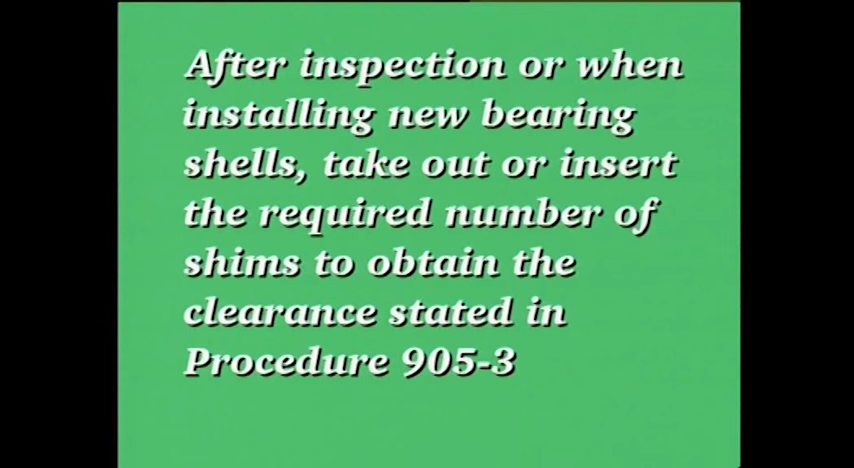 After inspection or when
installing new bearing
shells, take out or insert
the required number of
shims to obtain the
clearance stated in
Procedure 905-3